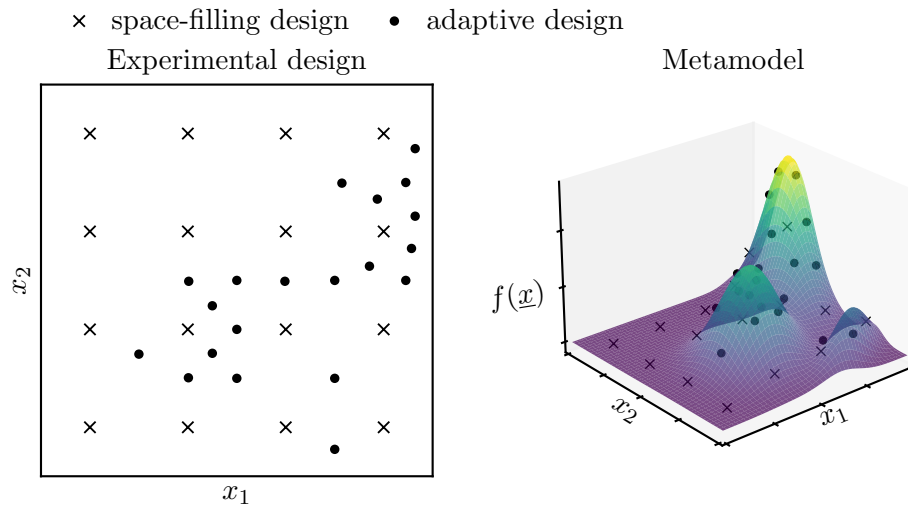 × space-filling design • adaptive design
Experimental design
Metamodel
x₂
x₁
f(x̲)
x₂
x₁